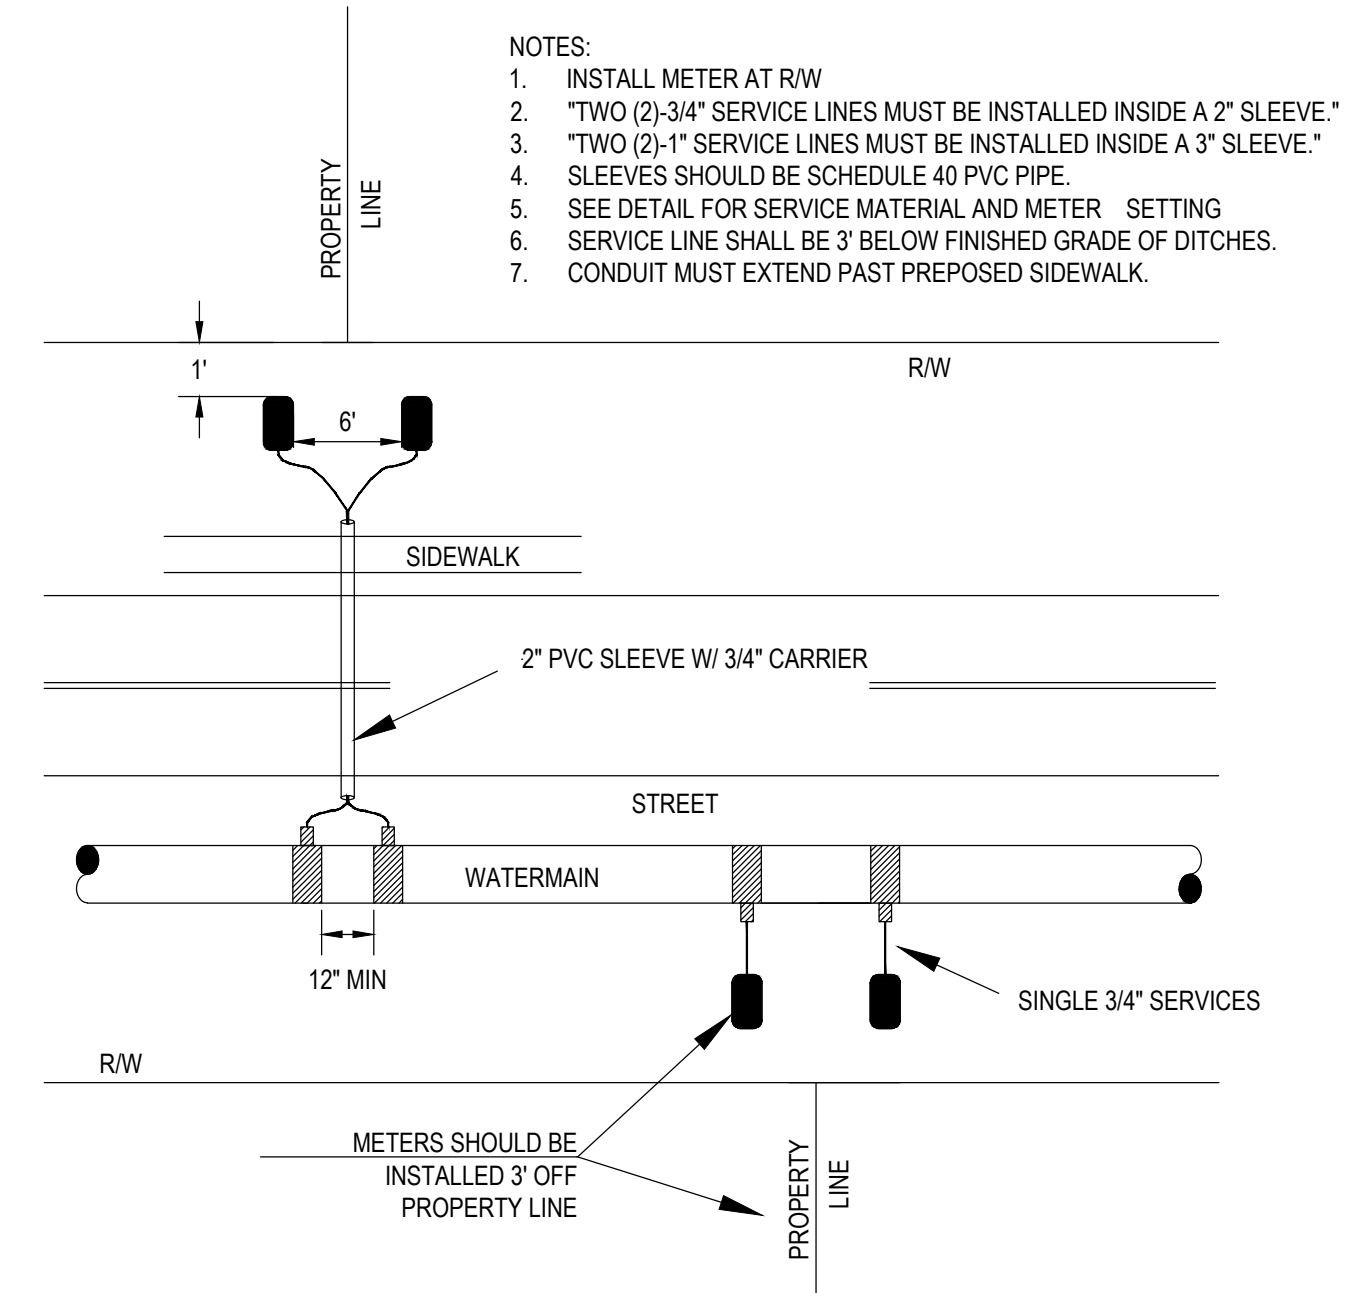 NOTES:
1. INSTALL METER AT R/W
2. "TWO (2)-3/4" SERVICE LINES MUST BE INSTALLED INSIDE A 2" SLEEVE."
3. "TWO (2)-1" SERVICE LINES MUST BE INSTALLED INSIDE A 3" SLEEVE."
4. SLEEVES SHOULD BE SCHEDULE 40 PVC PIPE.
5. SEE DETAIL FOR SERVICE MATERIAL AND METER SETTING
6. SERVICE LINE SHALL BE 3' BELOW FINISHED GRADE OF DITCHES.
7. CONDUIT MUST EXTEND PAST PREPOSED SIDEWALK.
PROPERTY
LINE
1'
R/W
6'
SIDEWALK
2" PVC SLEEVE W/ 3/4" CARRIER
STREET
WATERMAIN
12" MIN
SINGLE 3/4" SERVICES
R/W
METERS SHOULD BE
INSTALLED 3' OFF
PROPERTY LINE
PROPERTY
LINE